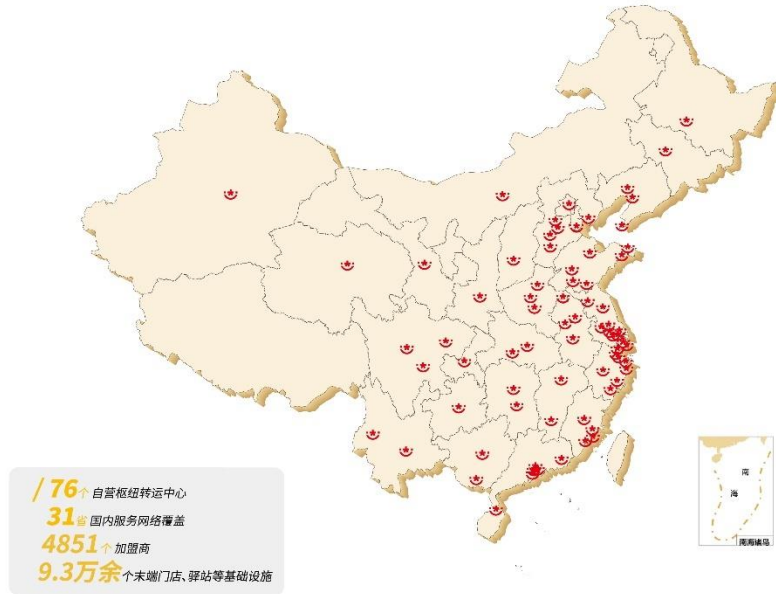 / 76个 自营枢纽转运中心
31省 国内服务网络覆盖
4851个 加盟商
9.3万余个末端门店、驿站等基础设施
南
海
南海诸岛